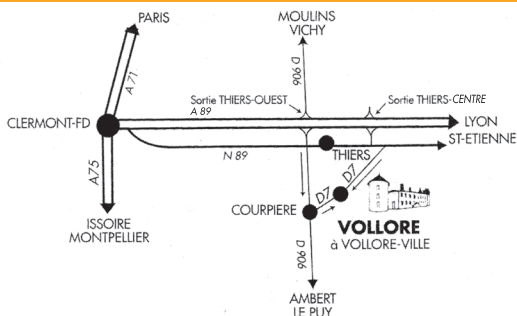 PARIS
MOULINS
VICHY
A 71
D 906
Sortie THIERS-OUEST
Sortie THIERS-CENTRE
A 89
CLERMONT-FD
LYON
ST-ETIENNE
N 89
THIERS
A75
D7
D7
COURPIERE
VOLLORE
à VOLLORE-VILLE
ISSOIRE
MONTPELLIER
D 906
AMBERT
LE PUY